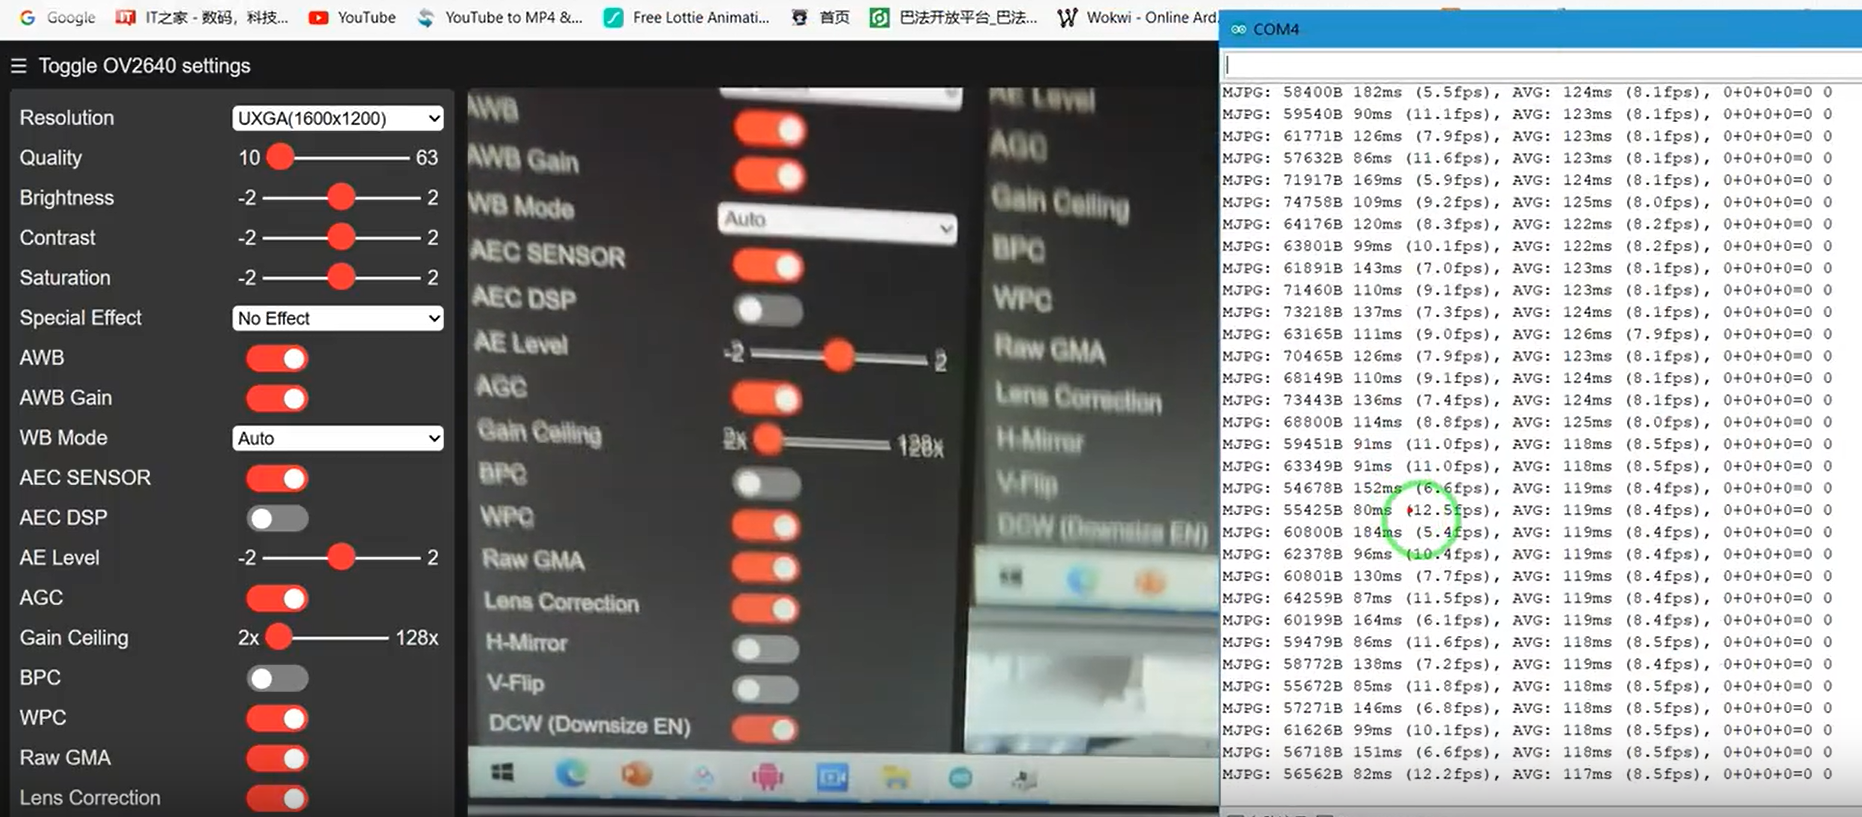 Google IT之家 - 数码，科技... YouTube YouTube to MP4 &... Free Lottie Animati... 首页 巴法开放平台_巴法... Wokwi - Online Ard
☰ Toggle OV2640 settings
Resolution UXGA(1600x1200)
Quality 10 63
Brightness -2 2
Contrast -2 2
Saturation -2 2
Special Effect No Effect
AWB
AWB Gain
WB Mode Auto
AEC SENSOR
AEC DSP
AE Level -2 2
AGC
Gain Ceiling 2x 128x
BPC
WPC
Raw GMA
Lens Correction
AWB
AWB Gain
WB Mode Auto
AEC SENSOR
AEC DSP
AE Level -2 2
AGC
Gain Ceiling 2x 128x
BPC
WPC
Raw GMA
Lens Correction
H-Mirror
V-Flip
DCW (Downsize EN)
AE Level
AGC
Gain Ceiling
BPC
WPC
Raw GMA
Lens Correction
H-Mirror
V-Flip
DCW (Downsize EN)
COM4
MJPG: 58400B 182ms (5.5fps), AVG: 124ms (8.1fps), 0+0+0+0=0 0
MJPG: 59540B 90ms (11.1fps), AVG: 123ms (8.1fps), 0+0+0+0=0 0
MJPG: 61771B 126ms (7.9fps), AVG: 123ms (8.1fps), 0+0+0+0=0 0
MJPG: 57632B 86ms (11.6fps), AVG: 123ms (8.1fps), 0+0+0+0=0 0
MJPG: 71917B 169ms (5.9fps), AVG: 124ms (8.1fps), 0+0+0+0=0 0
MJPG: 74758B 109ms (9.2fps), AVG: 125ms (8.0fps), 0+0+0+0=0 0
MJPG: 64176B 120ms (8.3fps), AVG: 122ms (8.2fps), 0+0+0+0=0 0
MJPG: 63801B 99ms (10.1fps), AVG: 122ms (8.2fps), 0+0+0+0=0 0
MJPG: 61891B 143ms (7.0fps), AVG: 123ms (8.1fps), 0+0+0+0=0 0
MJPG: 71460B 110ms (9.1fps), AVG: 123ms (8.1fps), 0+0+0+0=0 0
MJPG: 73218B 137ms (7.3fps), AVG: 124ms (8.1fps), 0+0+0+0=0 0
MJPG: 63165B 111ms (9.0fps), AVG: 126ms (7.9fps), 0+0+0+0=0 0
MJPG: 70465B 126ms (7.9fps), AVG: 123ms (8.1fps), 0+0+0+0=0 0
MJPG: 68149B 110ms (9.1fps), AVG: 124ms (8.1fps), 0+0+0+0=0 0
MJPG: 73443B 136ms (7.4fps), AVG: 124ms (8.1fps), 0+0+0+0=0 0
MJPG: 68800B 114ms (8.8fps), AVG: 125ms (8.0fps), 0+0+0+0=0 0
MJPG: 59451B 91ms (11.0fps), AVG: 118ms (8.5fps), 0+0+0+0=0 0
MJPG: 63349B 91ms (11.0fps), AVG: 118ms (8.5fps), 0+0+0+0=0 0
MJPG: 54678B 152ms (6.6fps), AVG: 119ms (8.4fps), 0+0+0+0=0 0
MJPG: 55425B 80ms (12.5fps), AVG: 119ms (8.4fps), 0+0+0+0=0 0
MJPG: 60800B 184ms (5.4fps), AVG: 119ms (8.4fps), 0+0+0+0=0 0
MJPG: 62378B 96ms (10.4fps), AVG: 119ms (8.4fps), 0+0+0+0=0 0
MJPG: 60801B 130ms (7.7fps), AVG: 119ms (8.4fps), 0+0+0+0=0 0
MJPG: 64259B 87ms (11.5fps), AVG: 119ms (8.4fps), 0+0+0+0=0 0
MJPG: 60199B 164ms (6.1fps), AVG: 119ms (8.4fps), 0+0+0+0=0 0
MJPG: 59479B 86ms (11.6fps), AVG: 118ms (8.5fps), 0+0+0+0=0 0
MJPG: 58772B 138ms (7.2fps), AVG: 119ms (8.4fps), 0+0+0+0=0 0
MJPG: 55672B 85ms (11.8fps), AVG: 118ms (8.5fps), 0+0+0+0=0 0
MJPG: 57271B 146ms (6.8fps), AVG: 118ms (8.5fps), 0+0+0+0=0 0
MJPG: 61626B 99ms (10.1fps), AVG: 118ms (8.5fps), 0+0+0+0=0 0
MJPG: 56718B 151ms (6.6fps), AVG: 118ms (8.5fps), 0+0+0+0=0 0
MJPG: 56562B 82ms (12.2fps), AVG: 117ms (8.5fps), 0+0+0+0=0 0